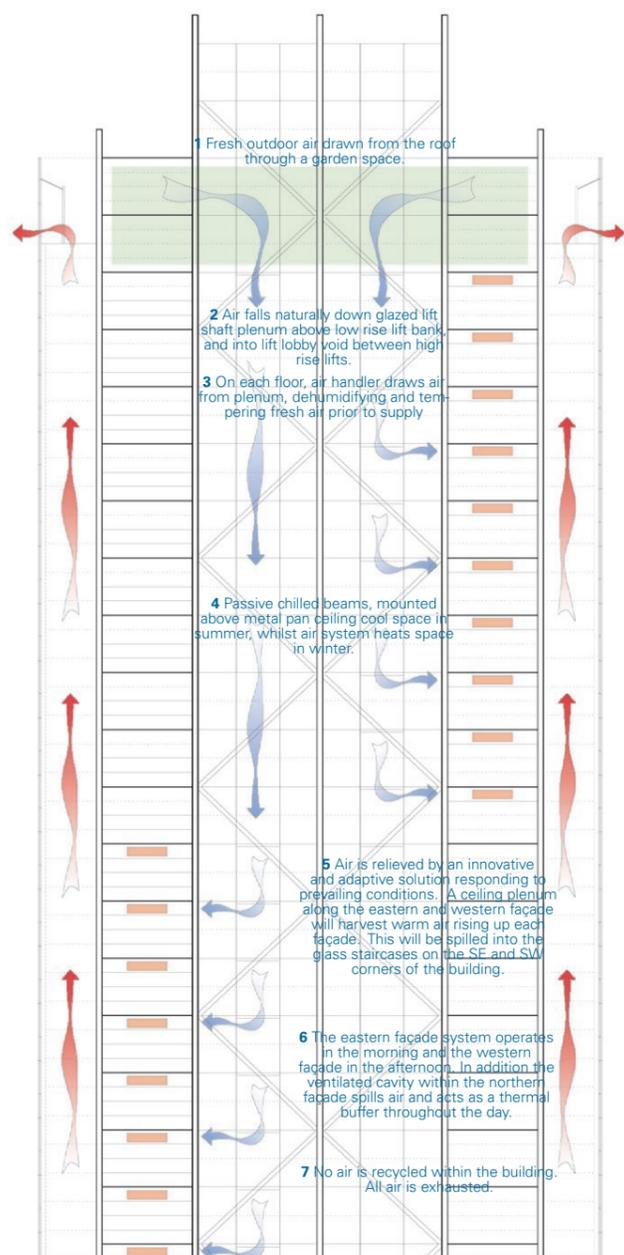 1 Fresh outdoor air drawn from the roof
through a garden space.
2 Air falls naturally down glazed lift
shaft plenum above low rise lift bank,
and into lift lobby void between high
rise lifts.
3 On each floor, air handler draws air
from plenum, dehumidifying and tem-
pering fresh air prior to supply
4 Passive chilled beams, mounted
above metal pan ceiling cool space in
summer, whilst air system heats space
in winter.
5 Air is relieved by an innovative
and adaptive solution responding to
prevailing conditions. A ceiling plenum
along the eastern and western façade
will harvest warm air rising up each
façade. This will be spilled into the
glass staircases on the SE and SW
corners of the building.
6 The eastern façade system operates
in the morning and the western
façade in the afternoon. In addition the
ventilated cavity within the northern
façade spills air and acts as a thermal
buffer throughout the day.
7 No air is recycled within the building.
All air is exhausted.